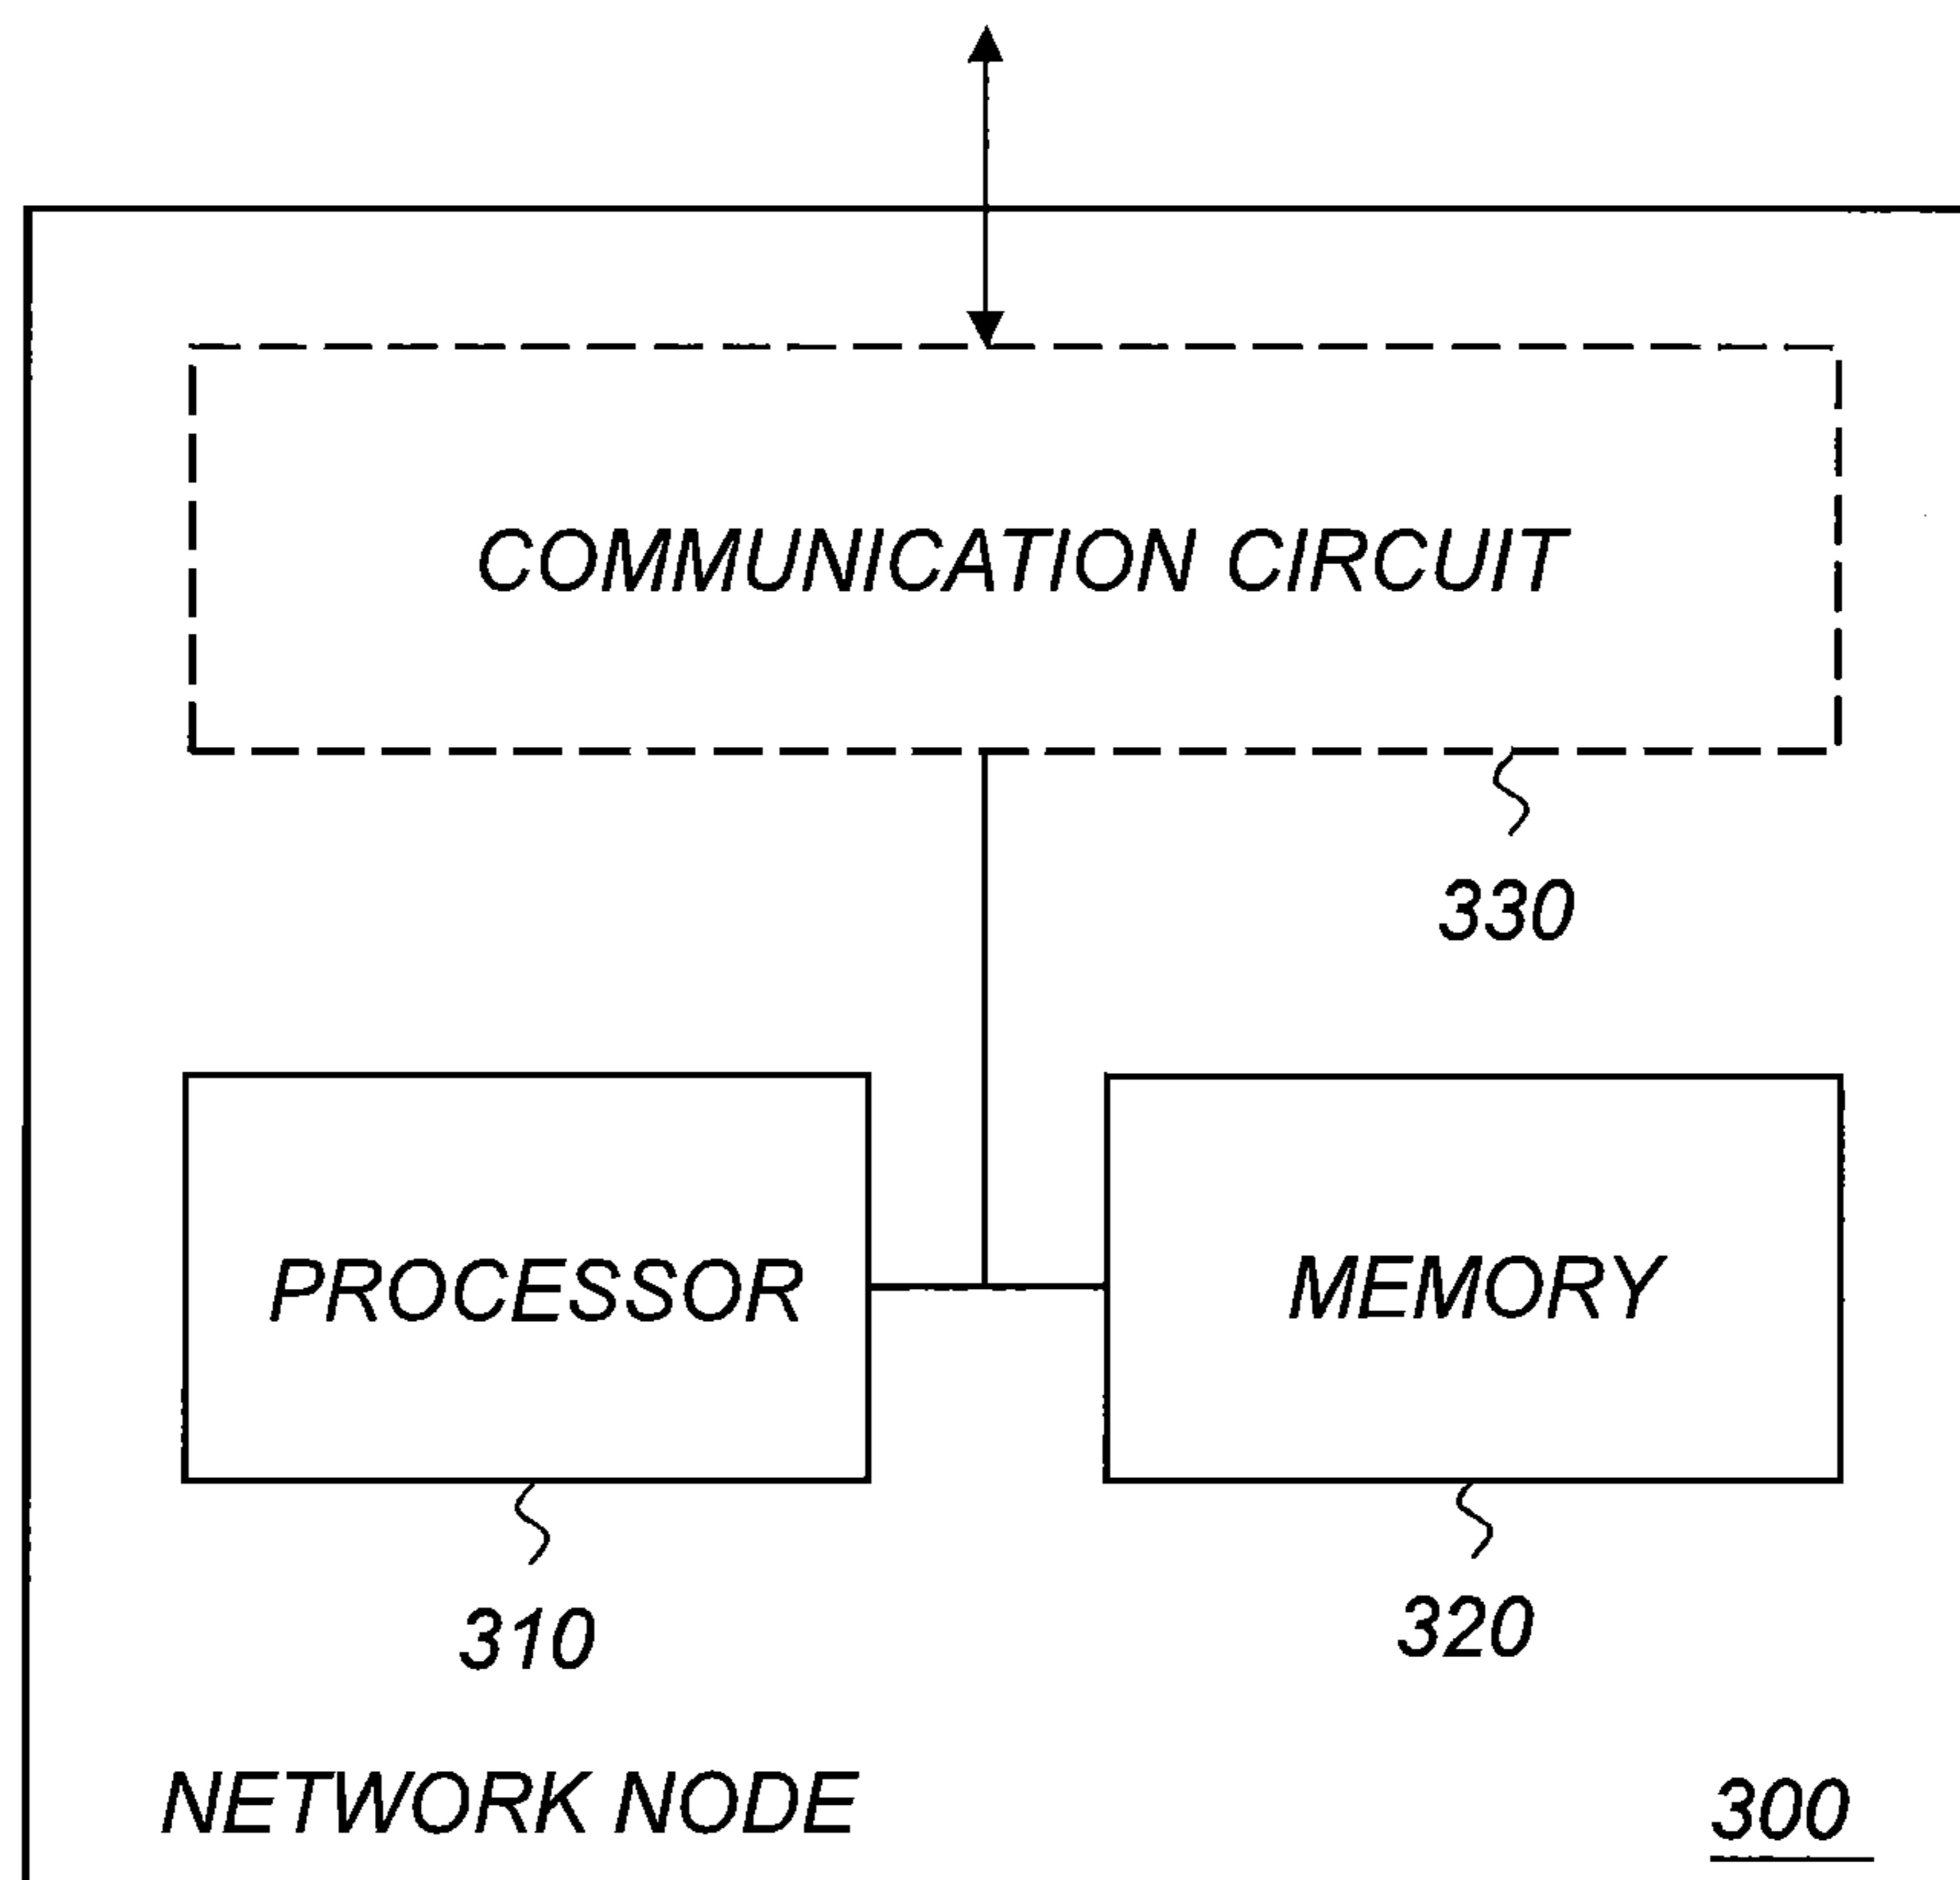 COMMUNICATION CIRCUIT
330
PROCESSOR
MEMORY
310
320
NETWORK NODE
300